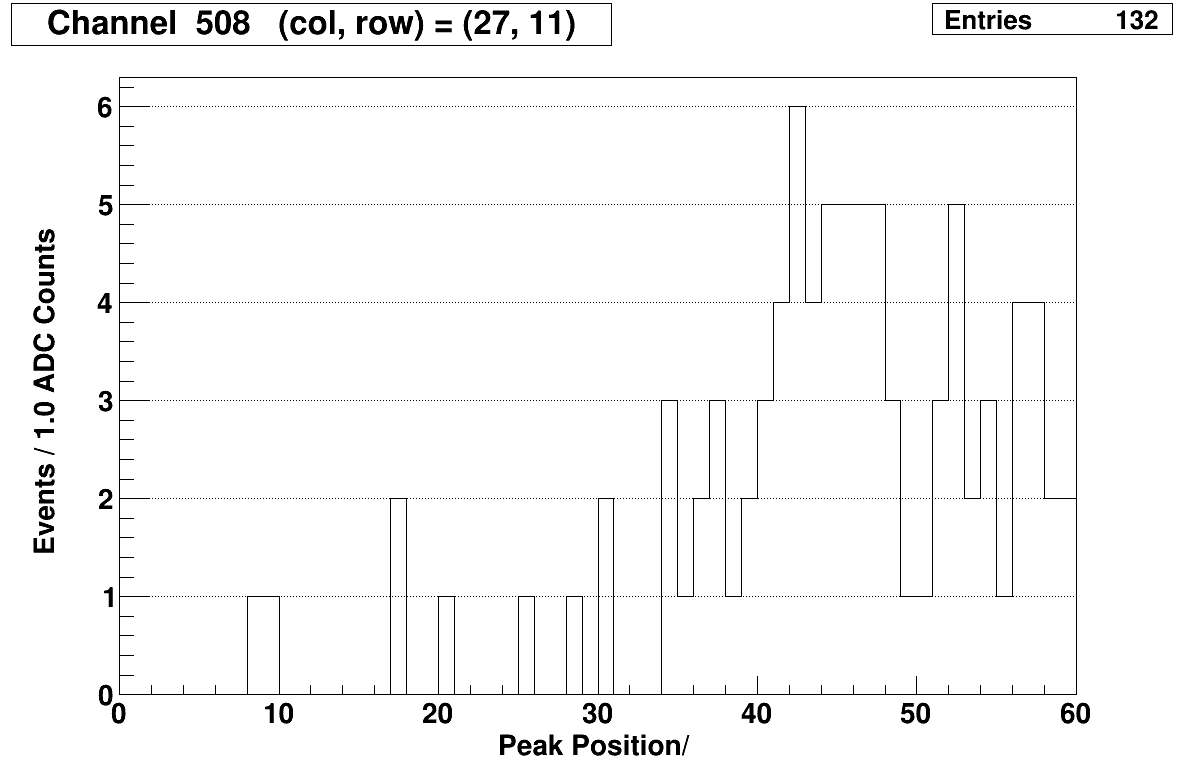 Channel 508 (col, row) = (27, 11)
Entries 132
6
5
4
3
2
1
0
Events / 1.0 ADC Counts
0 10 20 30 40 50 60
Peak Position/